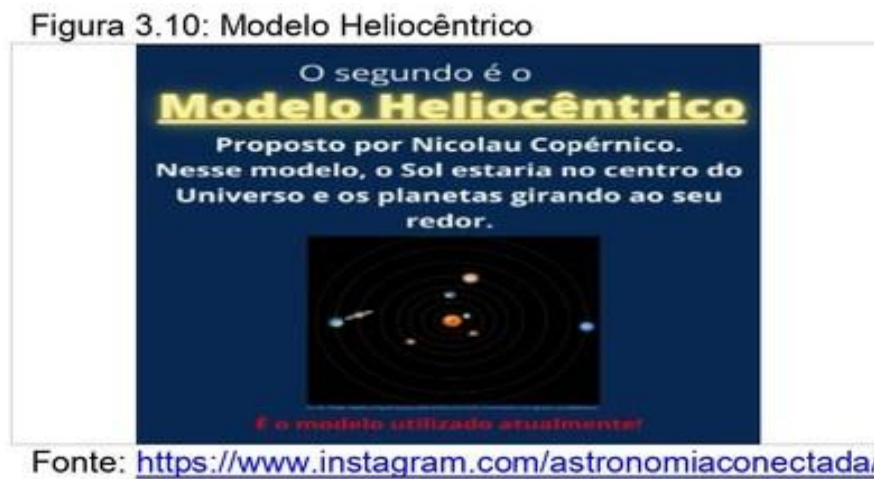 Figura 3.10: Modelo Heliocêntrico
O segundo é o
Modelo Heliocêntrico
Proposto por Nicolau Copérnico.
Nesse modelo, o Sol estaria no centro do
Universo e os planetas girando ao seu
redor.
É o modelo utilizado atualmente!
Fonte: https://www.instagram.com/astronomiaconectada/